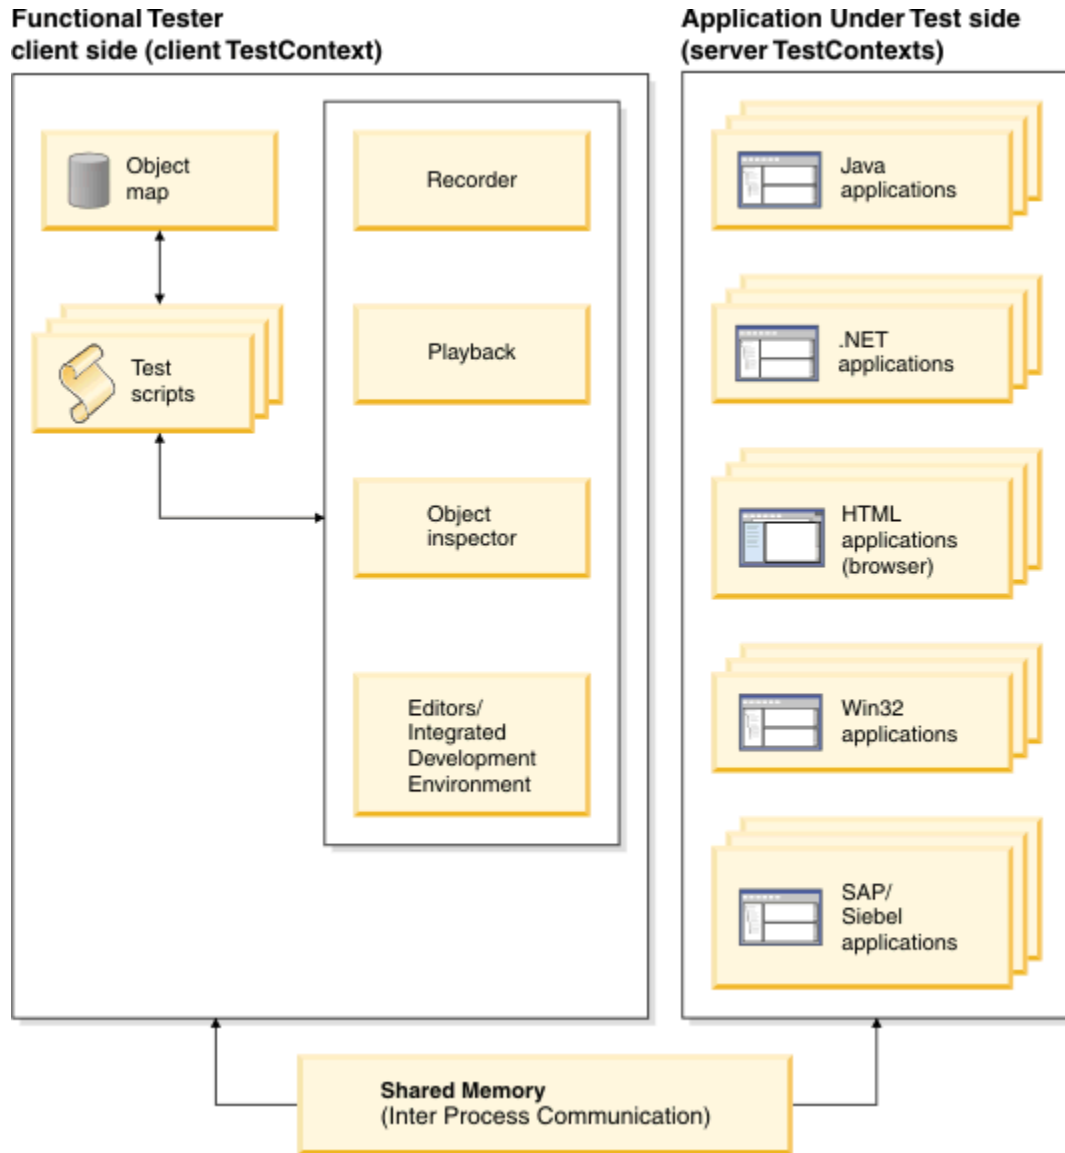 Functional Tester
client side (client TestContext)
Application Under Test side
(server TestContexts)
Object
map
Test
scripts
Recorder
Playback
Object
inspector
Editors/
Integrated
Development
Environment
Java
applications
.NET
applications
HTML
applications
(browser)
Win32
applications
SAP/
Siebel
applications
Shared Memory
(Inter Process Communication)